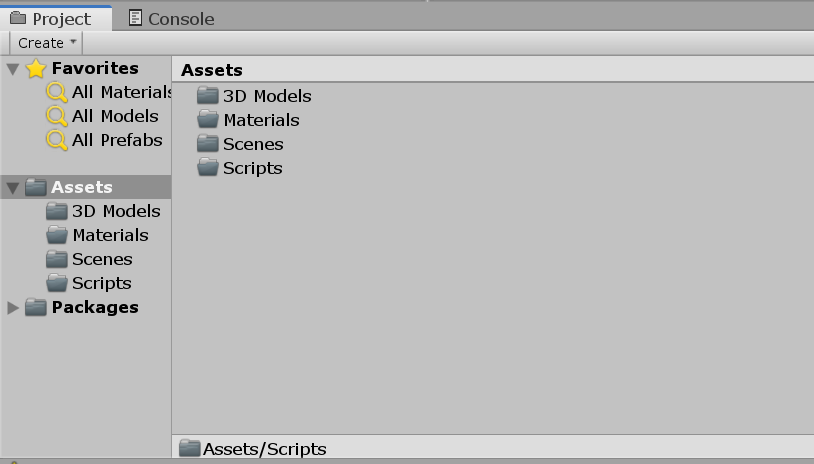 Project Console
Create
Favorites
All Materials
All Models
All Prefabs
Assets
3D Models
Materials
Scenes
Scripts
Packages
Assets
3D Models
Materials
Scenes
Scripts
Assets/Scripts